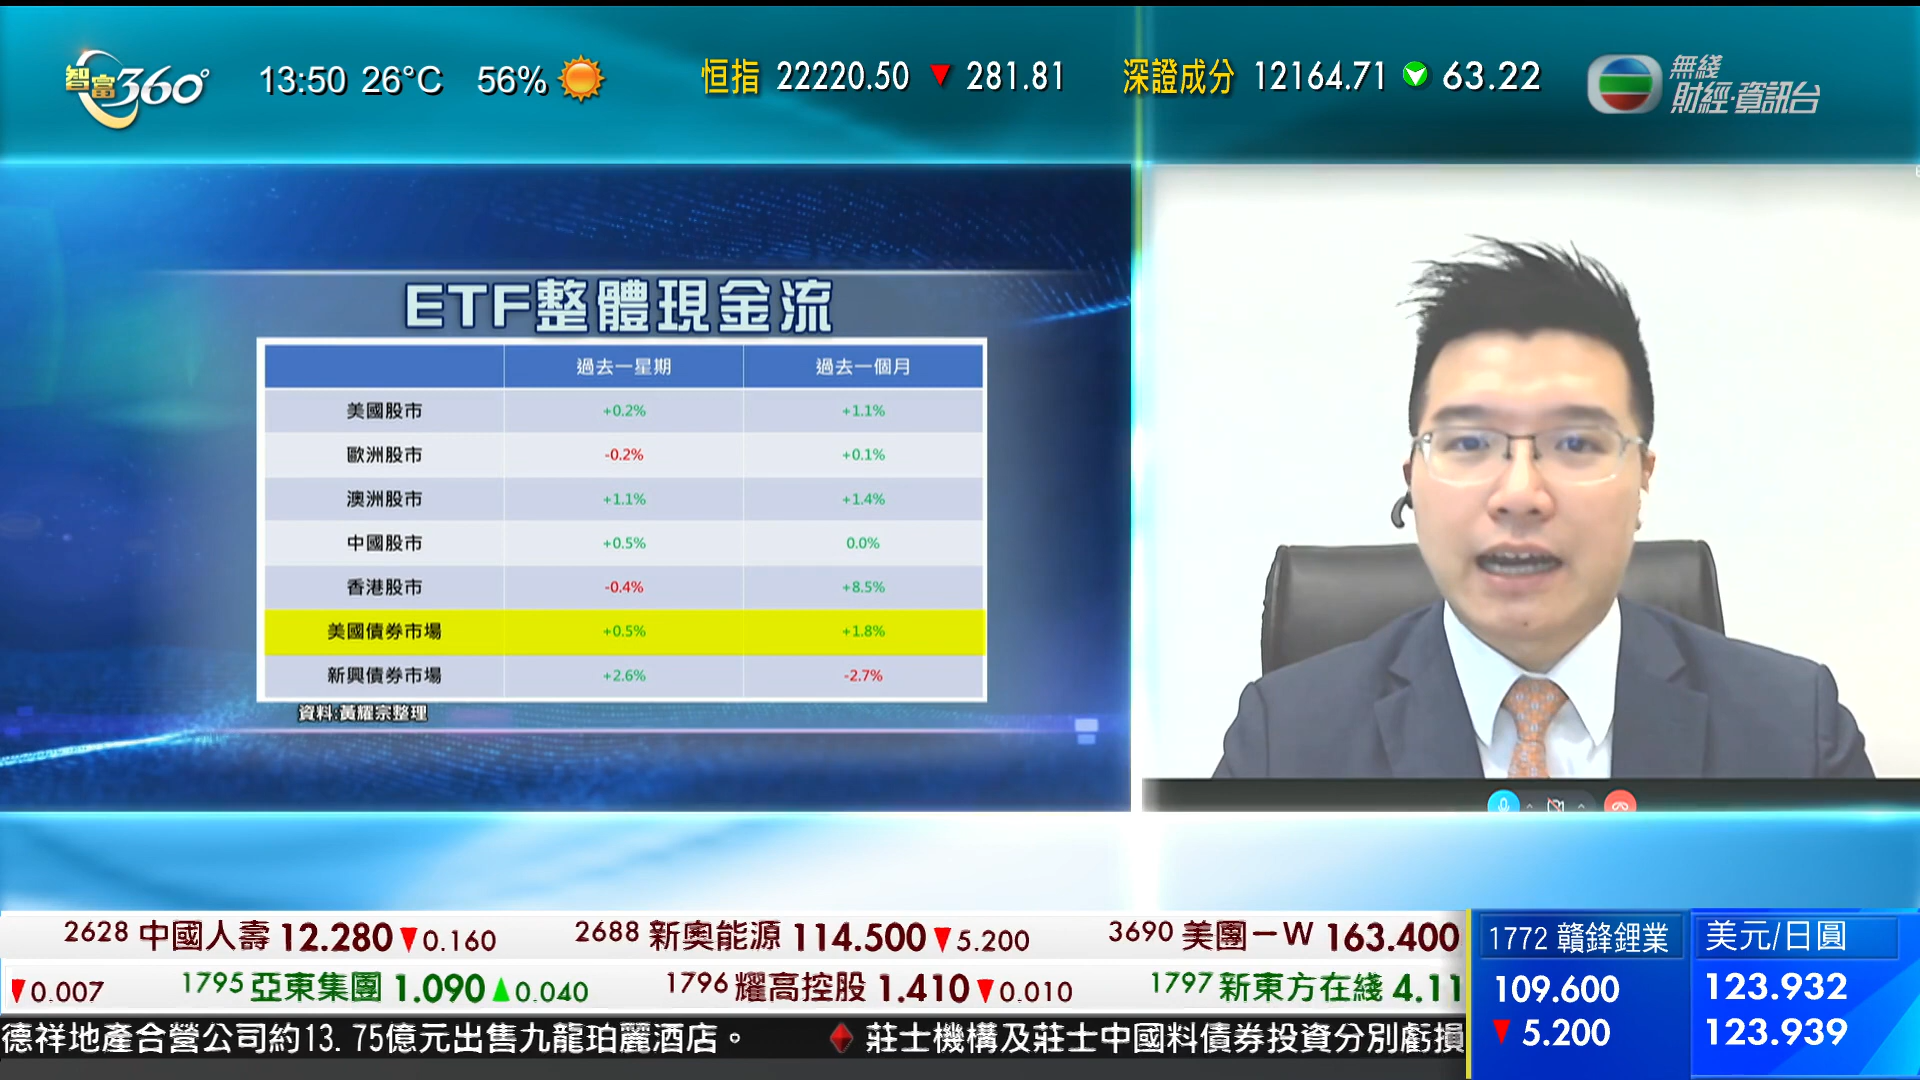 智富360°
13:50 26°C 56%
恒指 22220.50 ▼ 281.81
深證成分 12164.71 63.22
無綫
財經·資訊台
ETF整體現金流
過去一星期 過去一個月
美國股市 +0.2% +1.1%
歐洲股市 -0.2% +0.1%
澳洲股市 +1.1% +1.4%
中國股市 +0.5% 0.0%
香港股市 -0.4% +8.5%
美國債券市場 +0.5% +1.8%
新興債券市場 +2.6% -2.7%
資料:黃耀宗整理
2628 中國人壽 12.280 ▼0.160 2688 新奧能源 114.500 ▼5.200 3690 美團－W 163.400
▼0.007 1795 亞東集團 1.090 ▲0.040 1796 耀高控股 1.410 ▼0.010 1797 新東方在綫 4.11
德祥地產合營公司約13.75億元出售九龍珀麗酒店。 ♦ 莊士機構及莊士中國料債券投資分別虧損
1772 贛鋒鋰業
109.600
▼ 5.200
美元/日圓
123.932
123.939